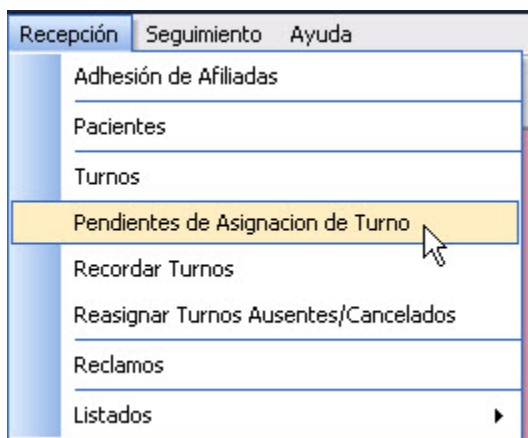 Recepción Seguimiento Ayuda
Adhesión de Afiliadas
Pacientes
Turnos
Pendientes de Asignacion de Turno
Recordar Turnos
Reasignar Turnos Ausentes/Cancelados
Reclamos
Listados